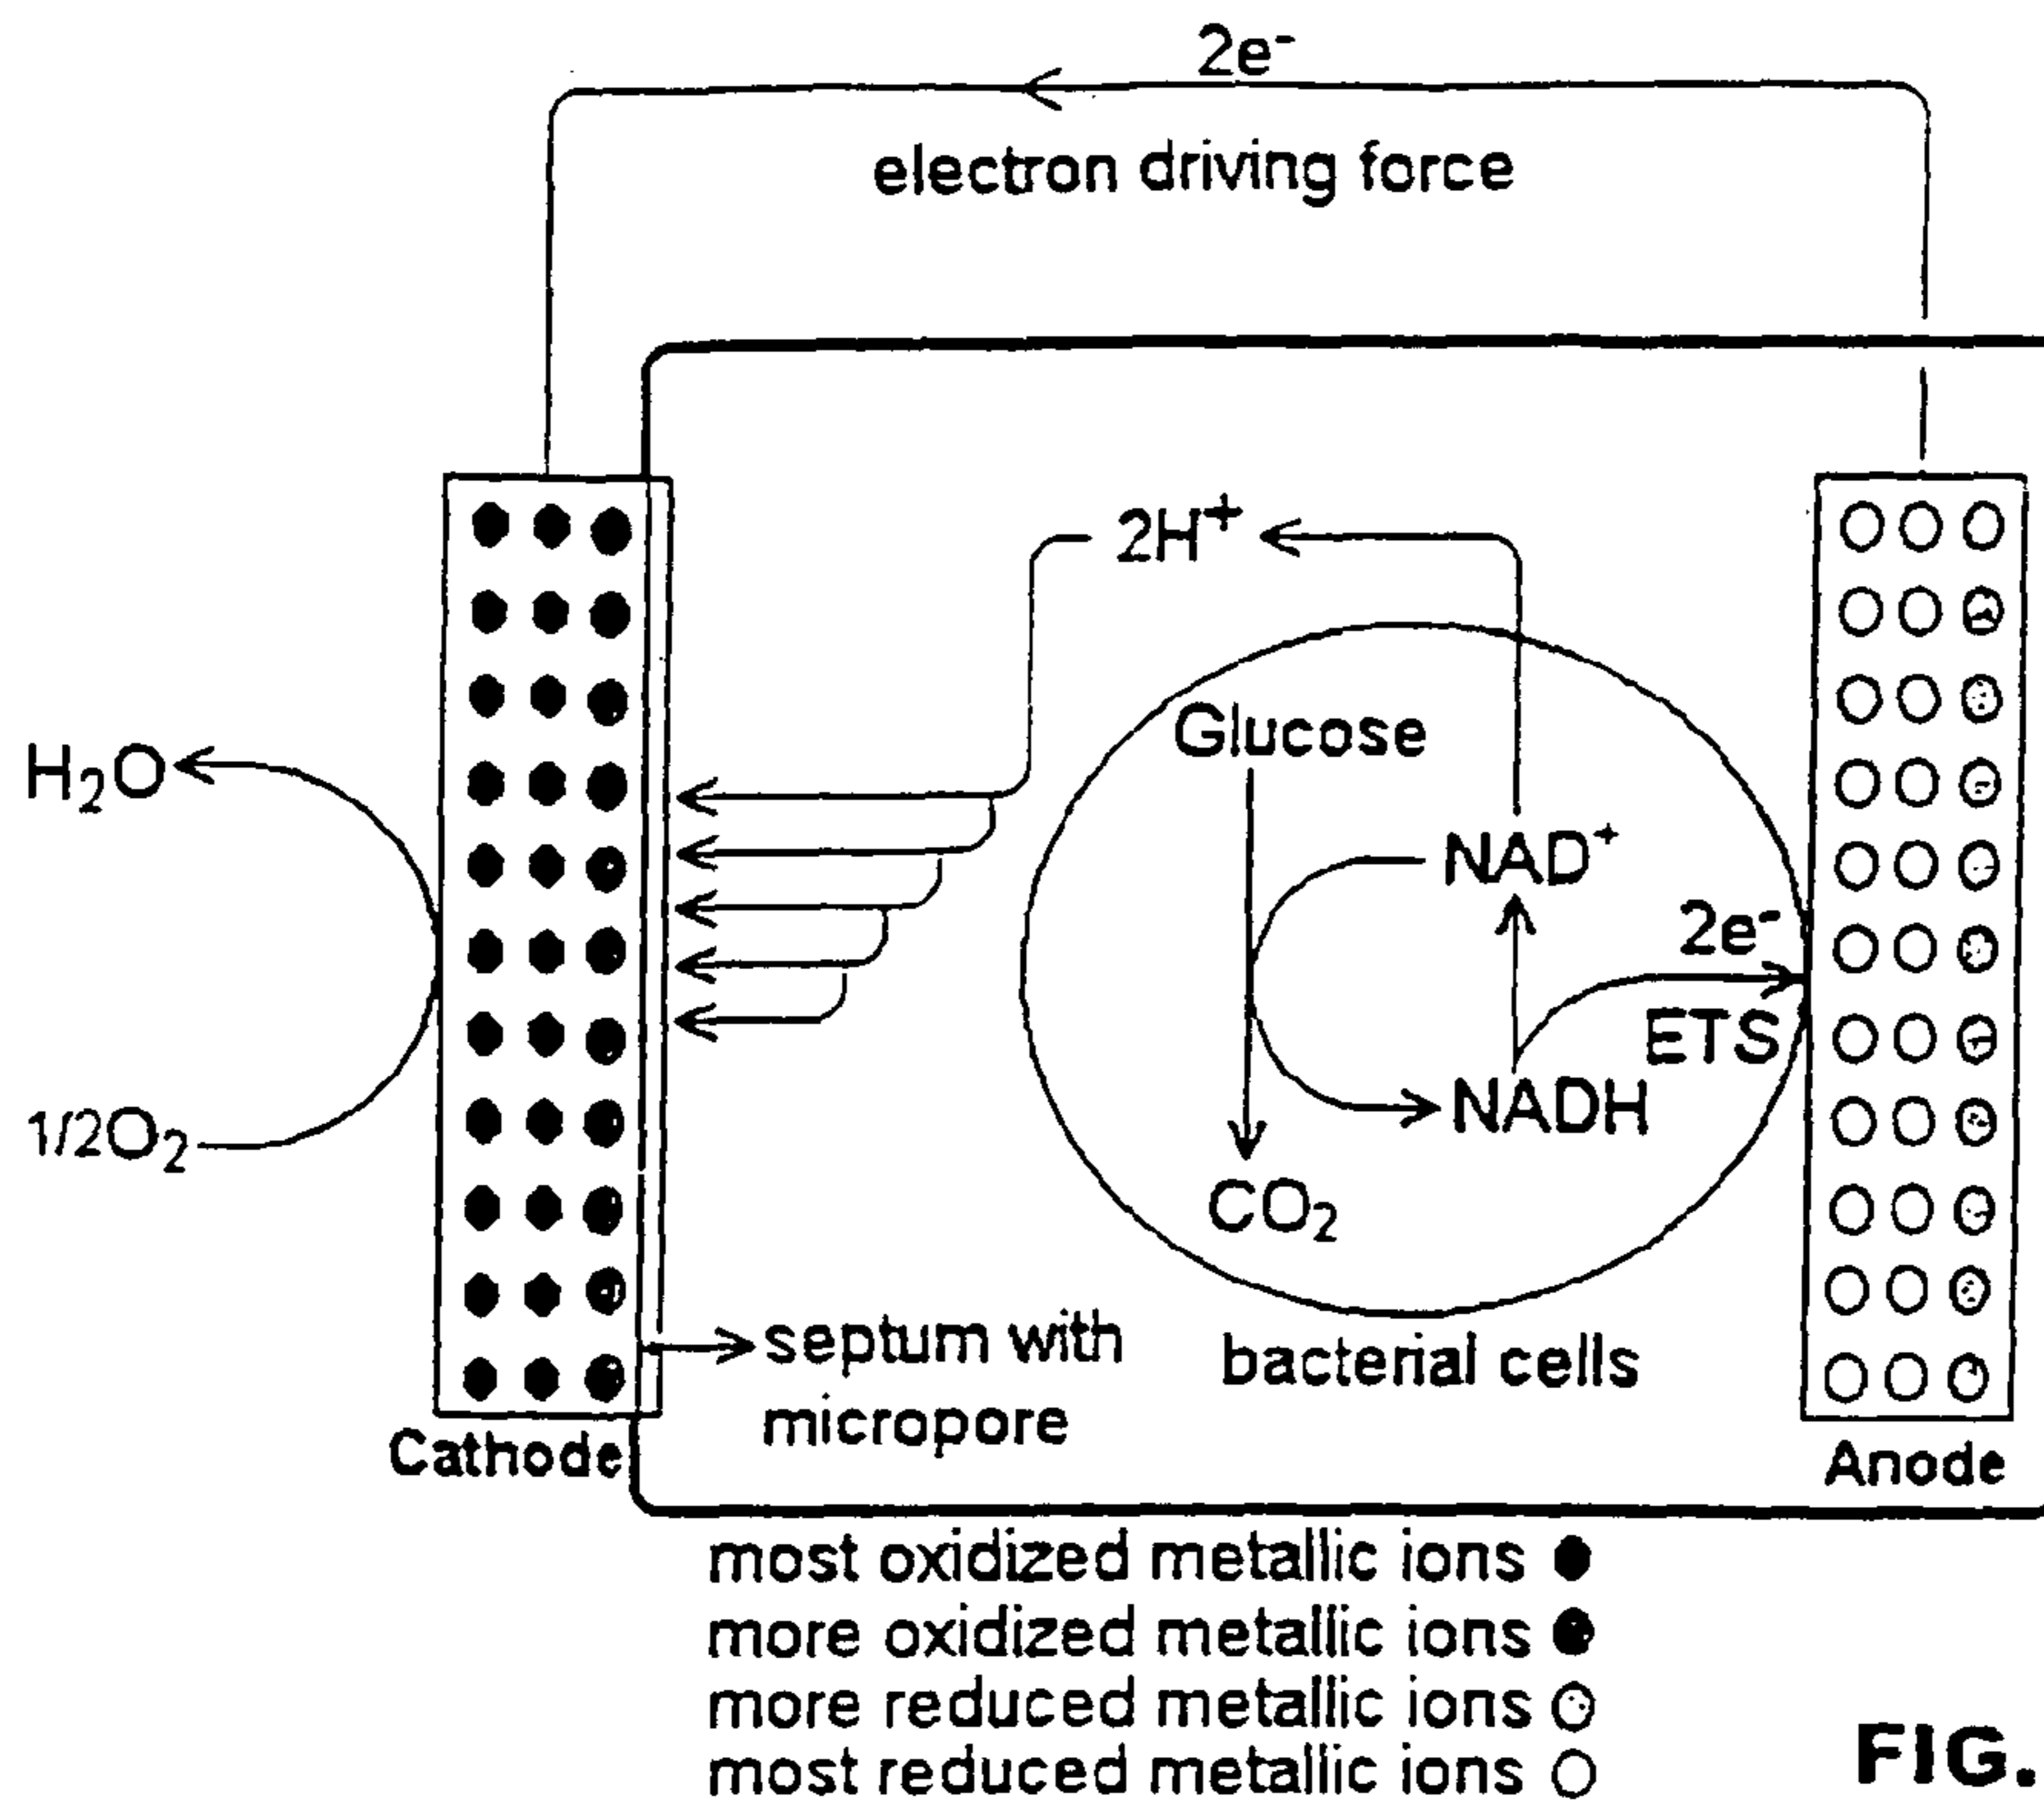 2e⁻
electron driving force
2H⁺
Glucose
H₂O
NAD⁺
2e⁻
ETS
1/2O₂
NADH
CO₂
septum with
micropore
bacterial cells
Cathode
Anode
most oxidized metallic ions
more oxidized metallic ions
more reduced metallic ions
most reduced metallic ions
FIG.